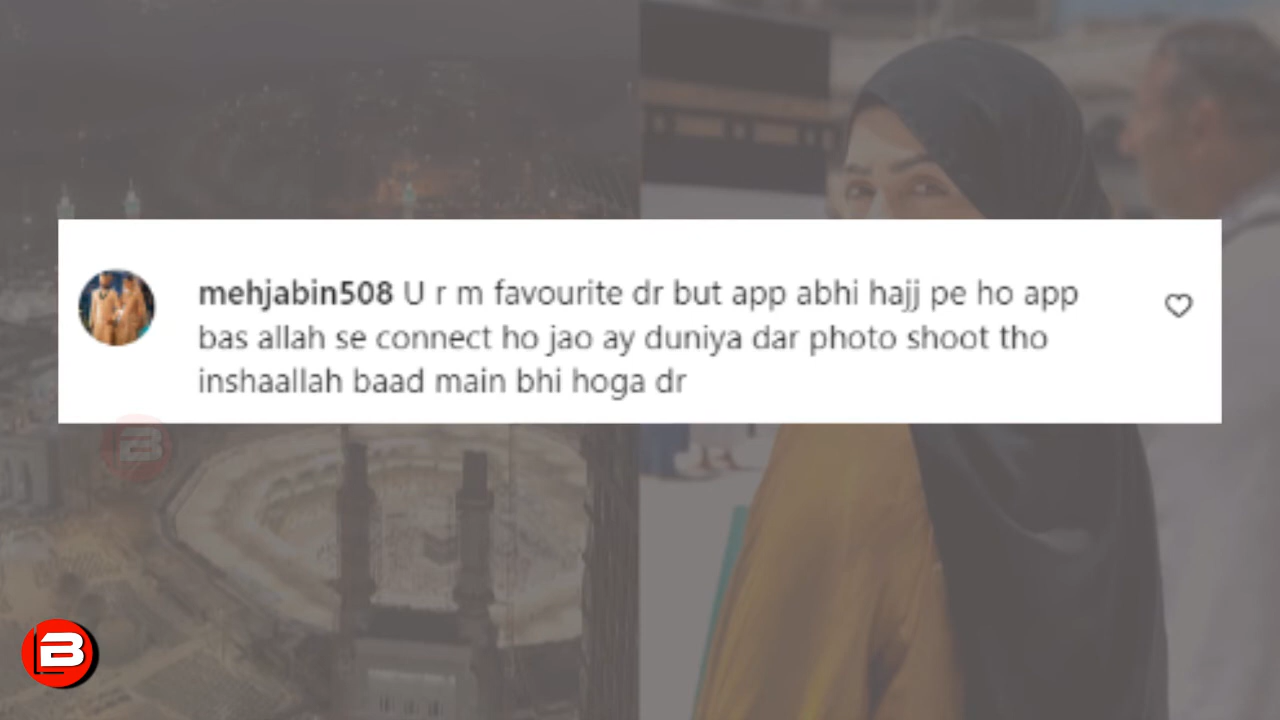 mehjabin508 U r m favourite dr but app abhi hajj pe ho app
bas allah se connect ho jao ay duniya dar photo shoot tho
inshaallah baad main bhi hoga dr
B
B